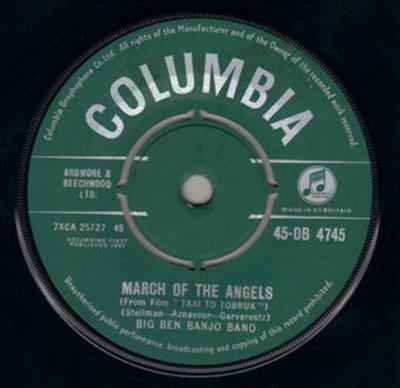 Columbia Graphophone Co. Ltd. All rights of the Manufacturer and of the Owner of the recorded work reserved.
COLUMBIA
ARDMORE &
BEECHWOOD
LTD.
MADE IN GT BRITAIN
7XCA 25727 45
45-DB 4745
RECORDING FIRST
PUBLISHED 1961
MARCH OF THE ANGELS
(From Film "TAXI TO TOBRUK")
(Stellman—Aznavour—Garvarentz)
BIG BEN BANJO BAND
Unauthorised public performance, broadcasting and copying of this record prohibited.